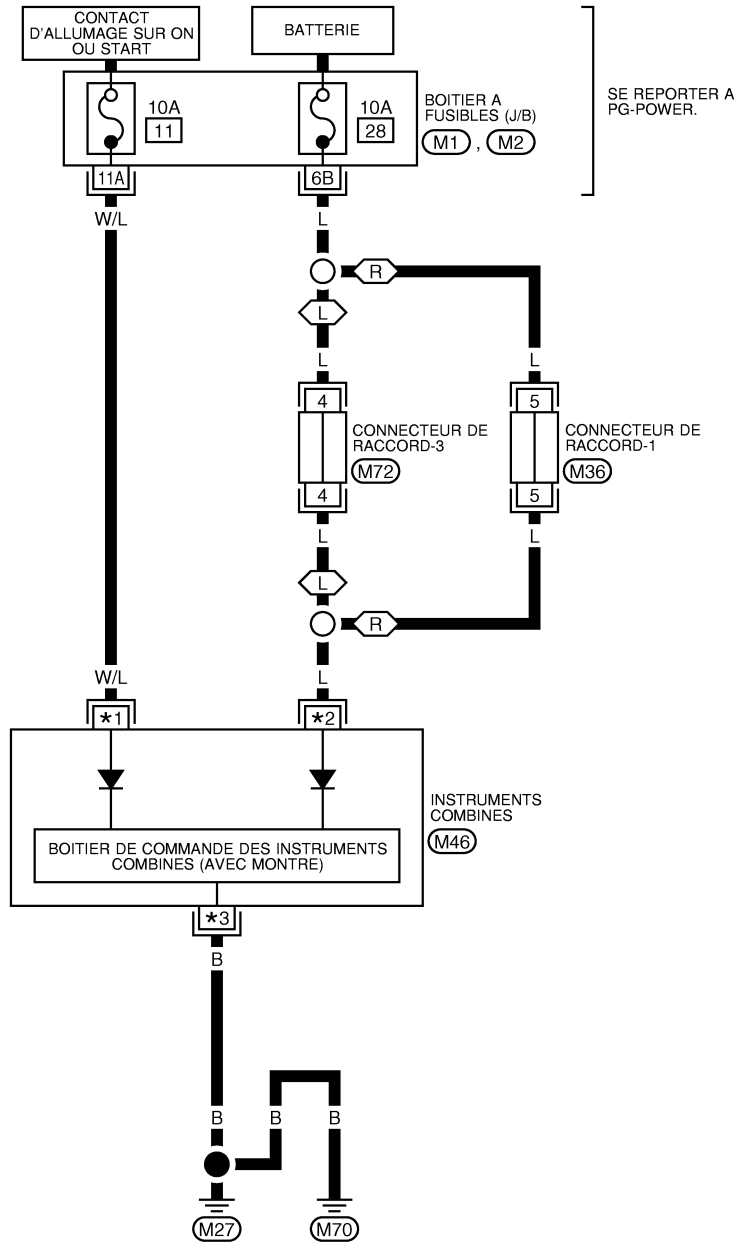 CONTACT
D'ALLUMAGE SUR ON
OU START
BATTERIE
10A
11
10A
28
BOITIER A
FUSIBLES (J/B)
M1 , M2
SE REPORTER A
PG-POWER.
11A
6B
W/L
L
R
L
L
L
4
5
CONNECTEUR DE
RACCORD-3
M72
CONNECTEUR DE
RACCORD-1
M36
4
5
L
L
L
R
W/L
L
*1
*2
INSTRUMENTS
COMBINES
M46
BOITIER DE COMMANDE DES INSTRUMENTS
COMBINES (AVEC MONTRE)
*3
B
B
B
B
M27
M70